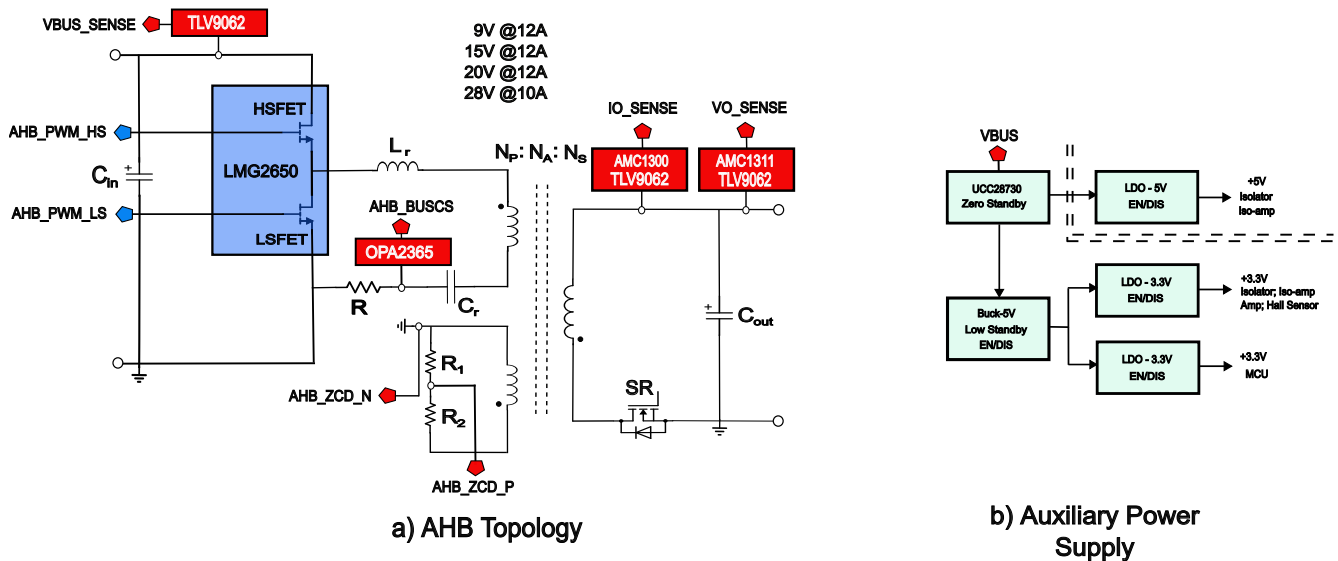 VBUS_SENSE
TLV9062
9V @12A
15V @12A
20V @12A
28V @10A
HSFET
AHB_PWM_HS
LMG2650
Cin
AHB_PWM_LS
LSFET
Lr
NP: NA: NS
AHB_BUSCS
OPA2365
R
Cr
IO_SENSE
VO_SENSE
AMC1300
TLV9062
AMC1311
TLV9062
Cout
R1
AHB_ZCD_N
R2
SR
AHB_ZCD_P
a) AHB Topology
VBUS
UCC28730
Zero Standby
LDO - 5V
EN/DIS
+5V
Isolator
Iso-amp
Buck-5V
Low Standby
EN/DIS
LDO - 3.3V
EN/DIS
+3.3V
Isolator; Iso-amp
Amp; Hall Sensor
LDO - 3.3V
EN/DIS
+3.3V
MCU
b) Auxiliary Power
Supply